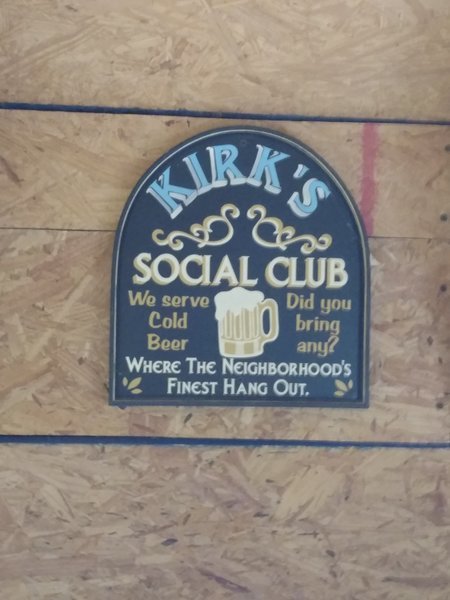 KIRK'S
SOCIAL CLUB
We serve
Cold
Beer
Did you
bring
any?
WHERE THE NEIGHBORHOOD'S
FINEST HANG OUT.